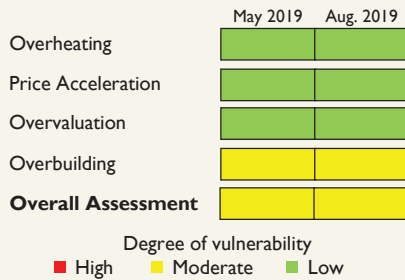 May 2019 Aug. 2019
Overheating
Price Acceleration
Overvaluation
Overbuilding
Overall Assessment
Degree of vulnerability
High Moderate Low